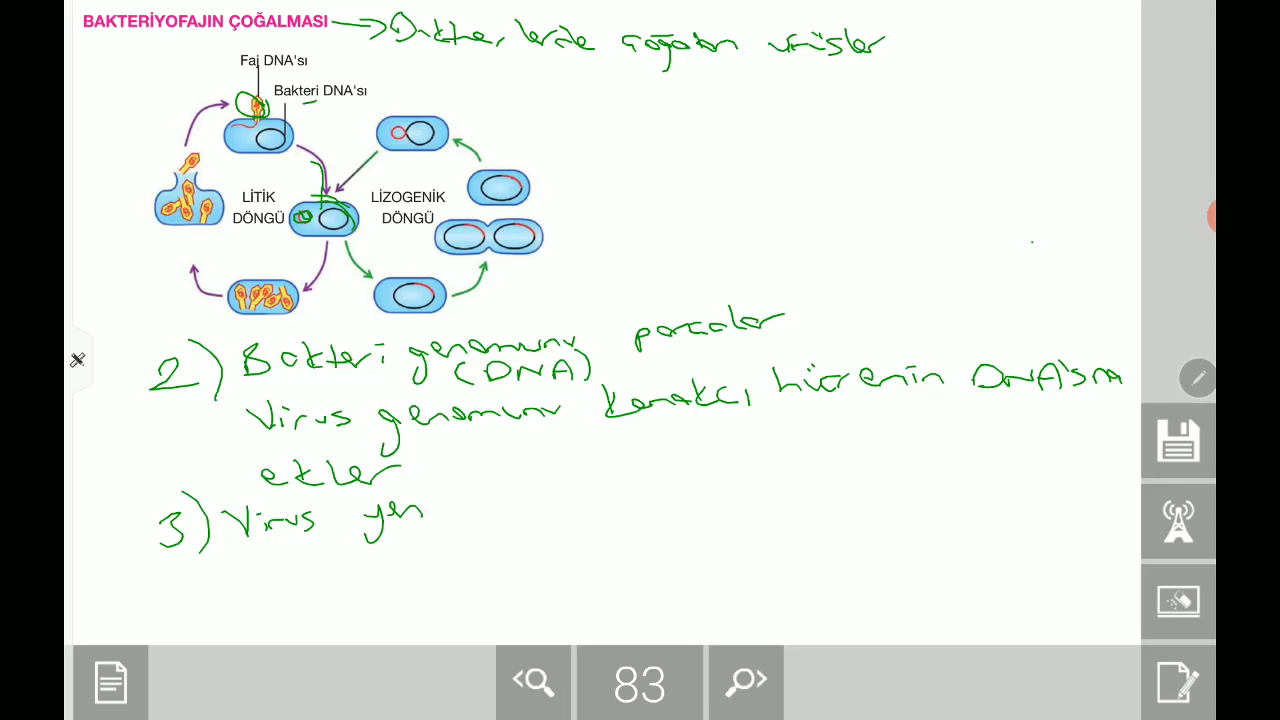 BAKTERİYOFAJIN ÇOĞALMASI → Bakterilerde çoğalan virüsler
Faj DNA'sı
Bakteri DNA'sı
LİTİK
DÖNGÜ
LİZOGENİK
DÖNGÜ
2) Bakteri genomunu parçalar
(DNA)
Virus genomunu konakçı hücrenin DNA'sına
ekler
3) Virus yen
83